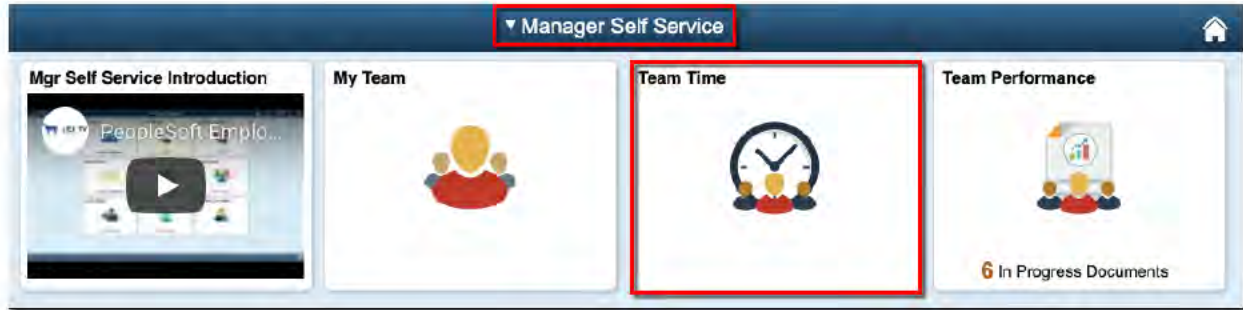 Manager Self Service
Mgr Self Service Introduction
My Team
Team Time
Team Performance
PeopleSoft Emplo...
6 In Progress Documents